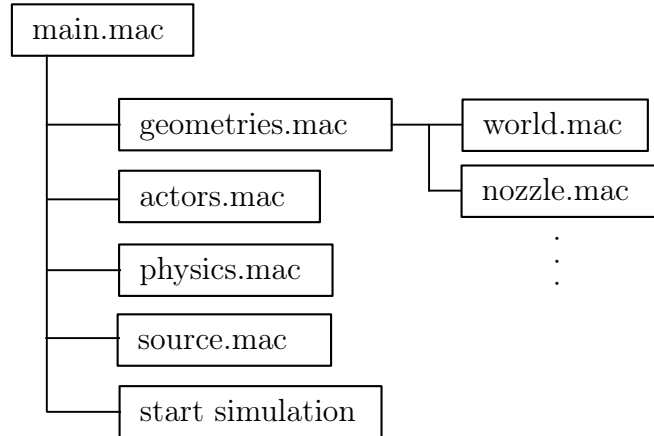 main.mac
geometries.mac
world.mac
actors.mac
nozzle.mac
physics.mac
source.mac
start simulation